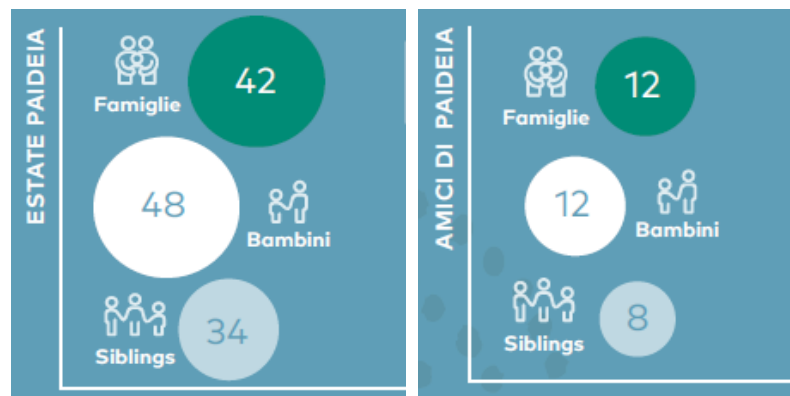 ESTATE PAIDEIA
Famiglie
42
48
Bambini
Siblings
34
AMICI DI PAIDEIA
Famiglie
12
12
Bambini
Siblings
8